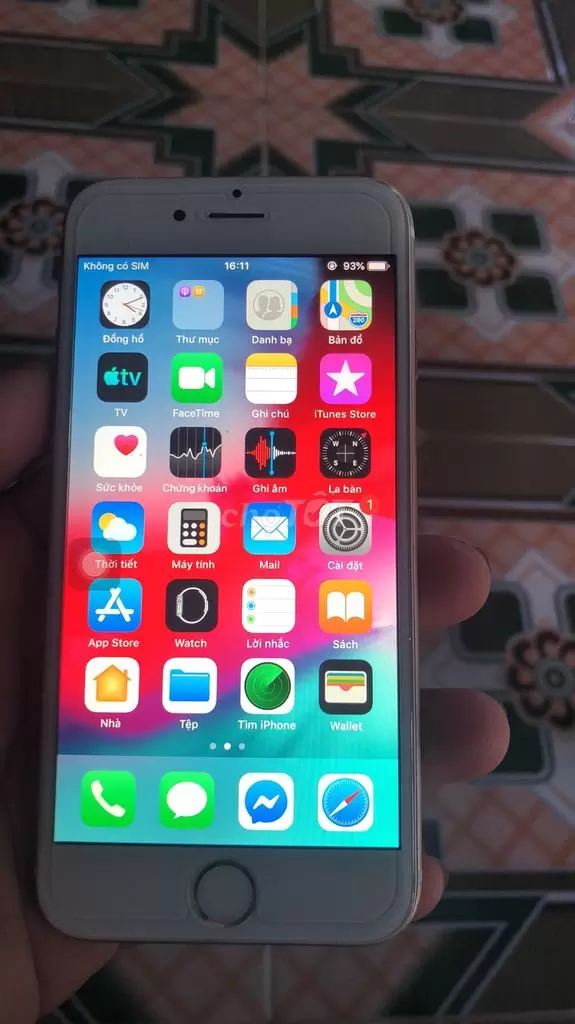 Không có SIM 16:11 93%
Đồng hồ Thư mục Danh bạ Bản đồ
280
tv
TV FaceTime Ghi chú iTunes Store
N
W E
S
Sức khỏe Chứng khoán Ghi âm La bàn
choTỐT
1
Thời tiết Máy tính Mail Cài đặt
App Store Watch Lời nhắc Sách
Nhà Tệp Tìm iPhone Wallet